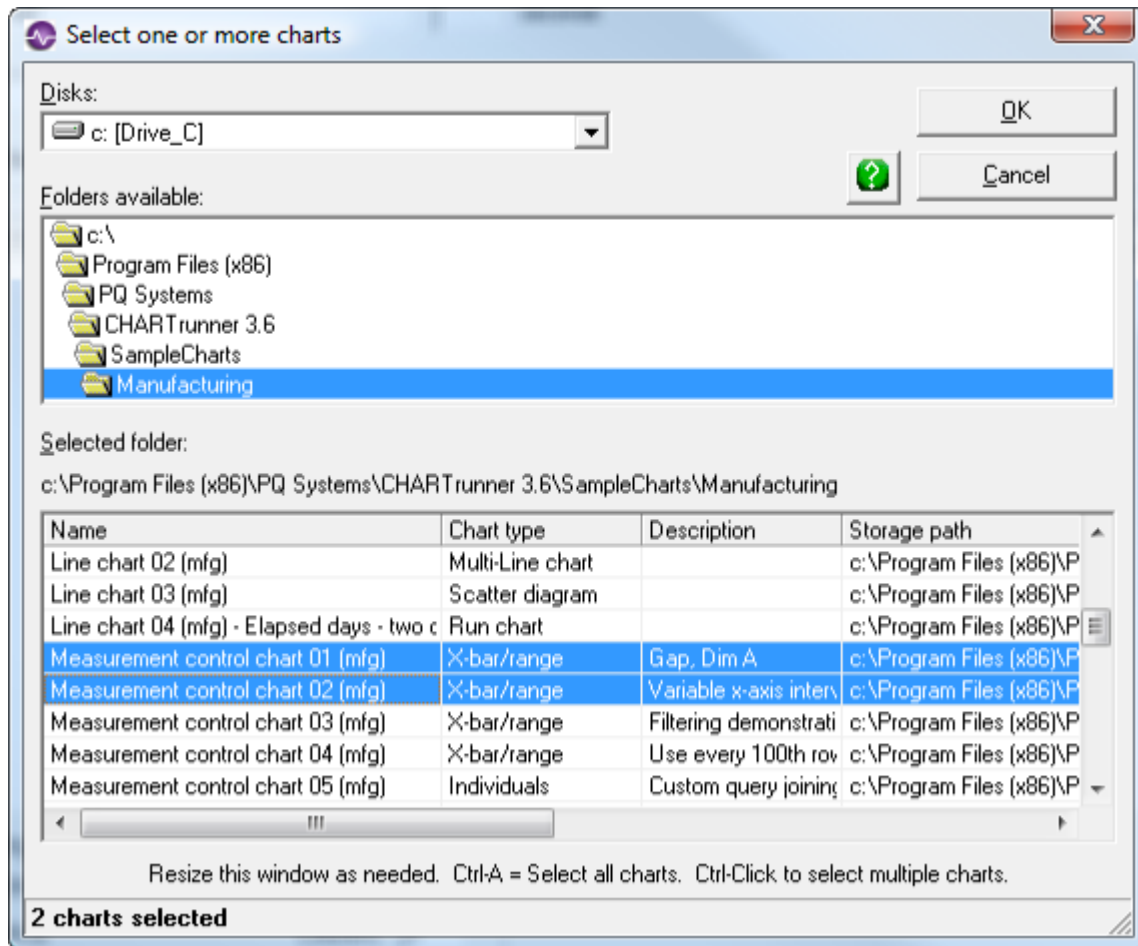 Select one or more charts
Disks:
c: [Drive_C]
OK
Cancel
Folders available:
c:\
Program Files (x86)
PQ Systems
CHARTrunner 3.6
SampleCharts
Manufacturing
Selected folder:
c:\Program Files (x86)\PQ Systems\CHARTrunner 3.6\SampleCharts\Manufacturing
Name Chart type Description Storage path
Line chart 02 (mfg) Multi-Line chart c:\Program Files (x86)\P
Line chart 03 (mfg) Scatter diagram c:\Program Files (x86)\P
Line chart 04 (mfg) - Elapsed days - two c Run chart c:\Program Files (x86)\P
Measurement control chart 01 (mfg) X-bar/range Gap, Dim A c:\Program Files (x86)\P
Measurement control chart 02 (mfg) X-bar/range Variable x-axis interv c:\Program Files (x86)\P
Measurement control chart 03 (mfg) X-bar/range Filtering demonstrati c:\Program Files (x86)\P
Measurement control chart 04 (mfg) X-bar/range Use every 100th rov c:\Program Files (x86)\P
Measurement control chart 05 (mfg) Individuals Custom query joining c:\Program Files (x86)\P
Resize this window as needed. Ctrl-A = Select all charts. Ctrl-Click to select multiple charts.
2 charts selected